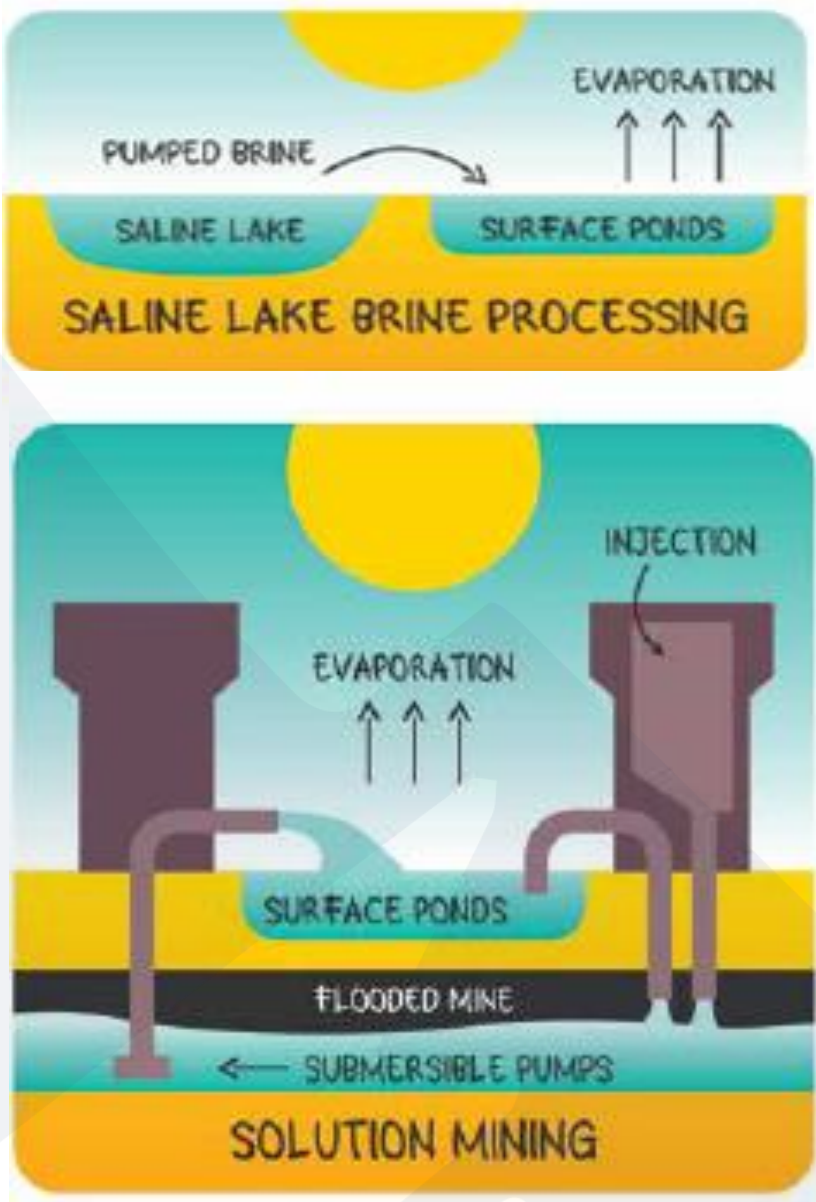 EVAPORATION
PUMPED BRINE
SALINE LAKE
SURFACE PONDS
SALINE LAKE BRINE PROCESSING
INJECTION
EVAPORATION
SURFACE PONDS
FLOODED MINE
SUBMERSIBLE PUMPS
SOLUTION MINING